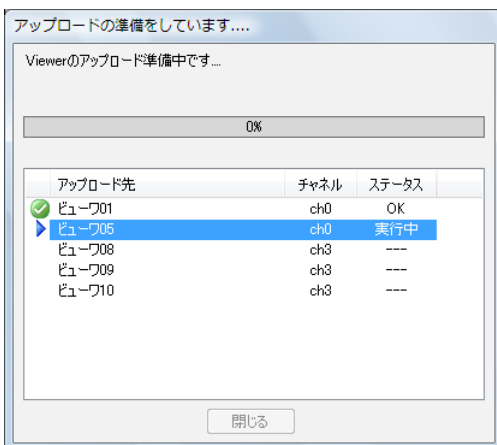 アップロードの準備をしています....
Viewerのアップロード準備中です...
0%
アップロード先 チャネル ステータス
ビューワ01 ch0 OK
ビューワ05 ch0 実行中
ビューワ08 ch3 ---
ビューワ09 ch3 ---
ビューワ10 ch3 ---
閉じる